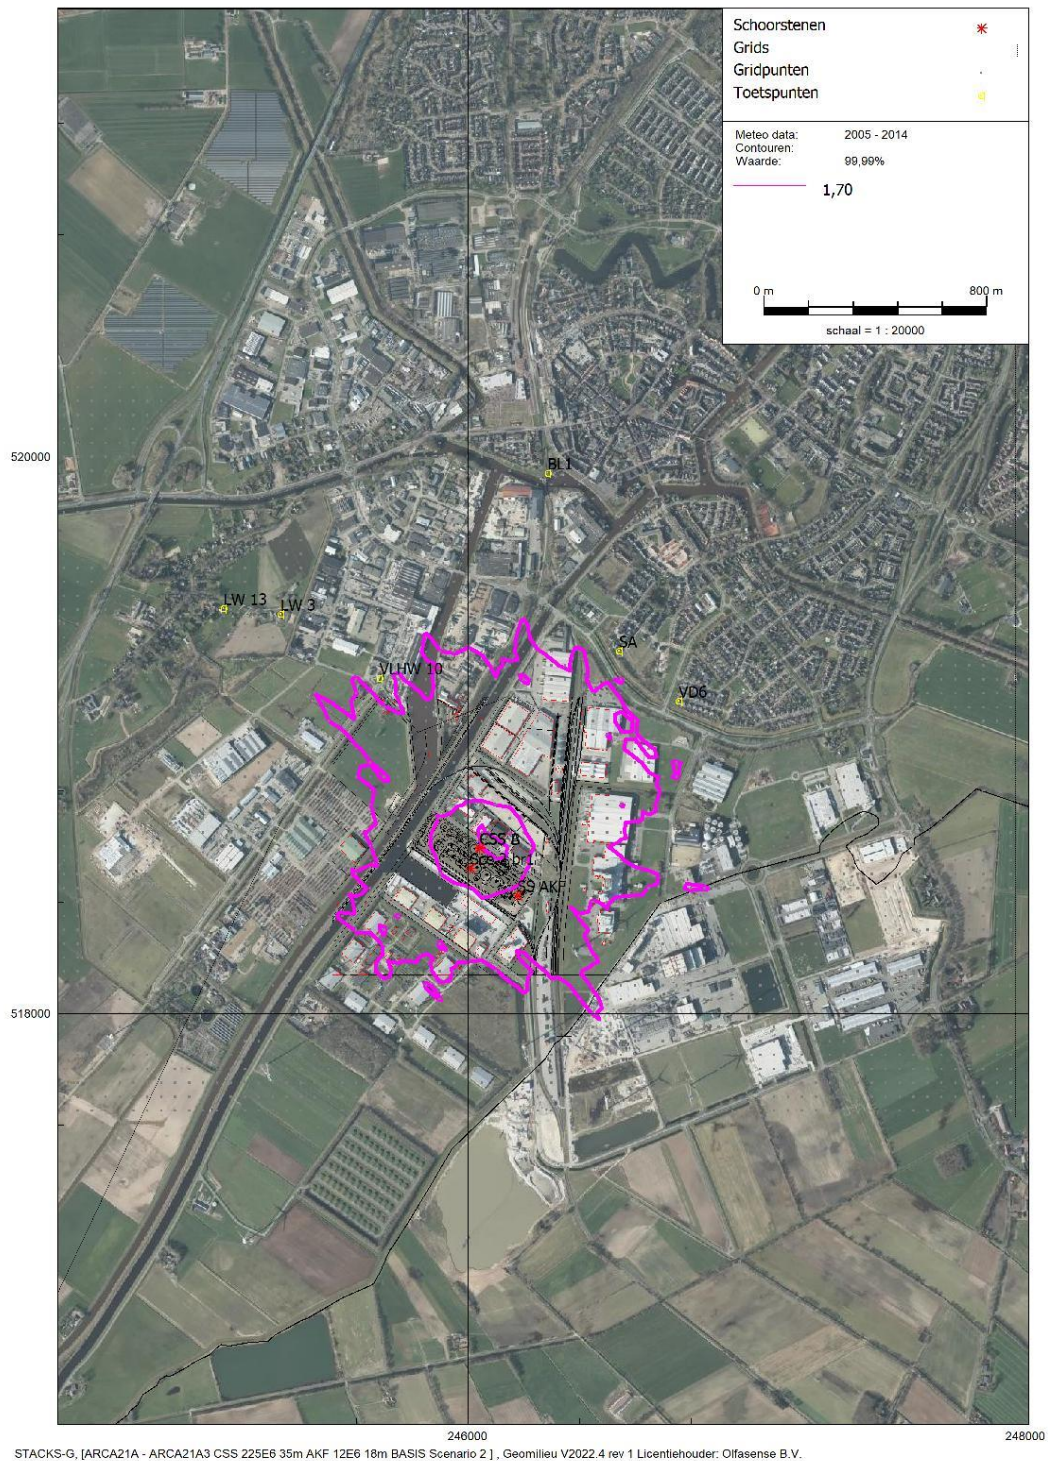 Schoorstenen
Grids
Gridpunten
Toetspunten
Meteo data: 2005 - 2014
Contouren:
Waarde: 99,99%
1,70
0 m 800 m
schaal = 1 : 20000
520000
BL1
LW 13
LW 3
SA
VLHW 10
VD6
CSS B
SS AKF
518000
246000
248000
STACKS-G, [ARCA21A - ARCA21A3 CSS 225E6 35m AKF 12E6 18m BASIS Scenario 2 ] , Geomilieu V2022.4 rev 1 Licentiehouder: Olfasense B.V.